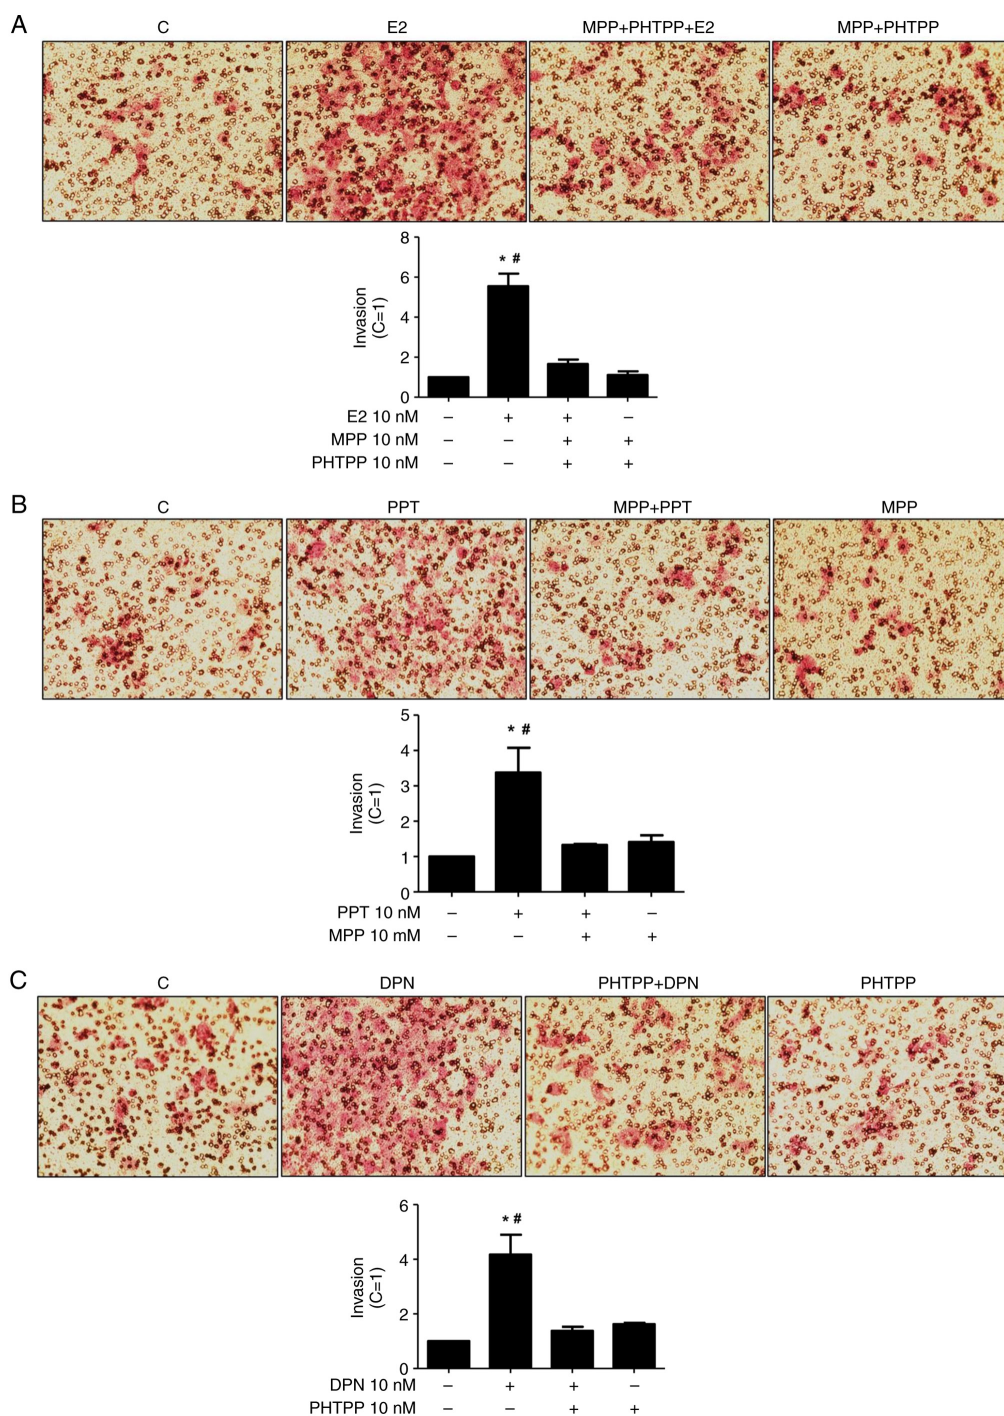 A
C E2 MPP+PHTPP+E2 MPP+PHTPP
8
* #
6
4
2
0
Invasion
(C=1)
E2 10 nM – + + –
MPP 10 nM – – + +
PHTPP 10 nM – – + +
B
C PPT MPP+PPT MPP
5
* #
4
3
2
1
0
Invasion
(C=1)
PPT 10 nM – + + –
MPP 10 mM – – + +
C
C DPN PHTPP+DPN PHTPP
6
* #
4
2
0
Invasion
(C=1)
DPN 10 nM – + + –
PHTPP 10 nM – – + +